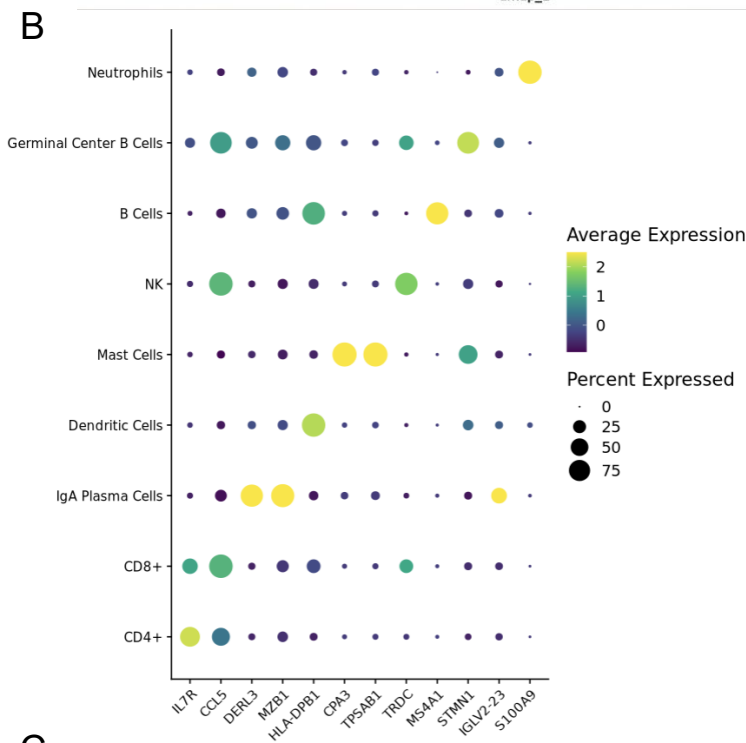 B
Neutrophils
Germinal Center B Cells
B Cells
NK
Mast Cells
Dendritic Cells
IgA Plasma Cells
CD8+
CD4+
IL7R
CCL5
DERL3
MZB1
HLA-DPB1
CPA3
TPSAB1
TRDC
MS4A1
STMN1
IGLV2-23
S100A9
Average Expression
2
1
0
Percent Expressed
0
25
50
75